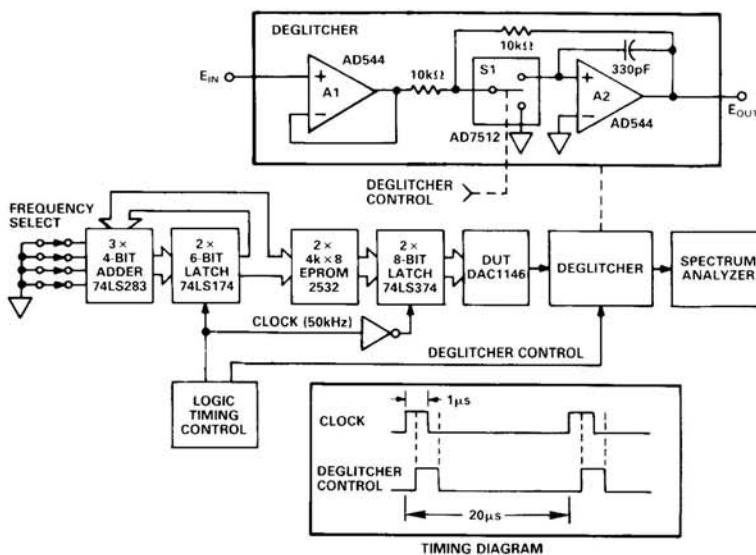 DEGLITCHER
AD544
E_IN
+
A1
−
10kΩ
10kΩ
S1
AD7512
330pF
+
A2
−
AD544
E_OUT
DEGLITCHER
CONTROL
FREQUENCY
SELECT
3 ×
4-BIT
ADDER
74LS283
2 ×
6-BIT
LATCH
74LS174
2 ×
4k × 8
EPROM
2532
2 ×
8-BIT
LATCH
74LS374
DUT
DAC1146
DEGLITCHER
SPECTRUM
ANALYZER
CLOCK (50kHz)
DEGLITCHER CONTROL
LOGIC
TIMING
CONTROL
1µs
CLOCK
DEGLITCHER
CONTROL
20µs
TIMING DIAGRAM